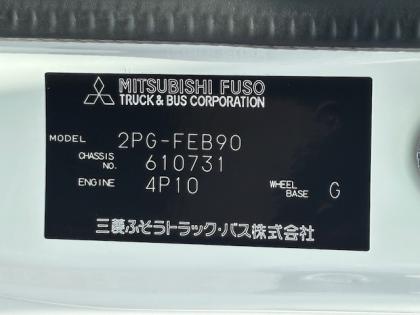 MITSUBISHI FUSO
TRUCK & BUS CORPORATION
MODEL 2PG-FEB90
CHASSIS NO. 610731
ENGINE 4P10 WHEEL BASE G
三菱ふそうトラック・バス株式会社